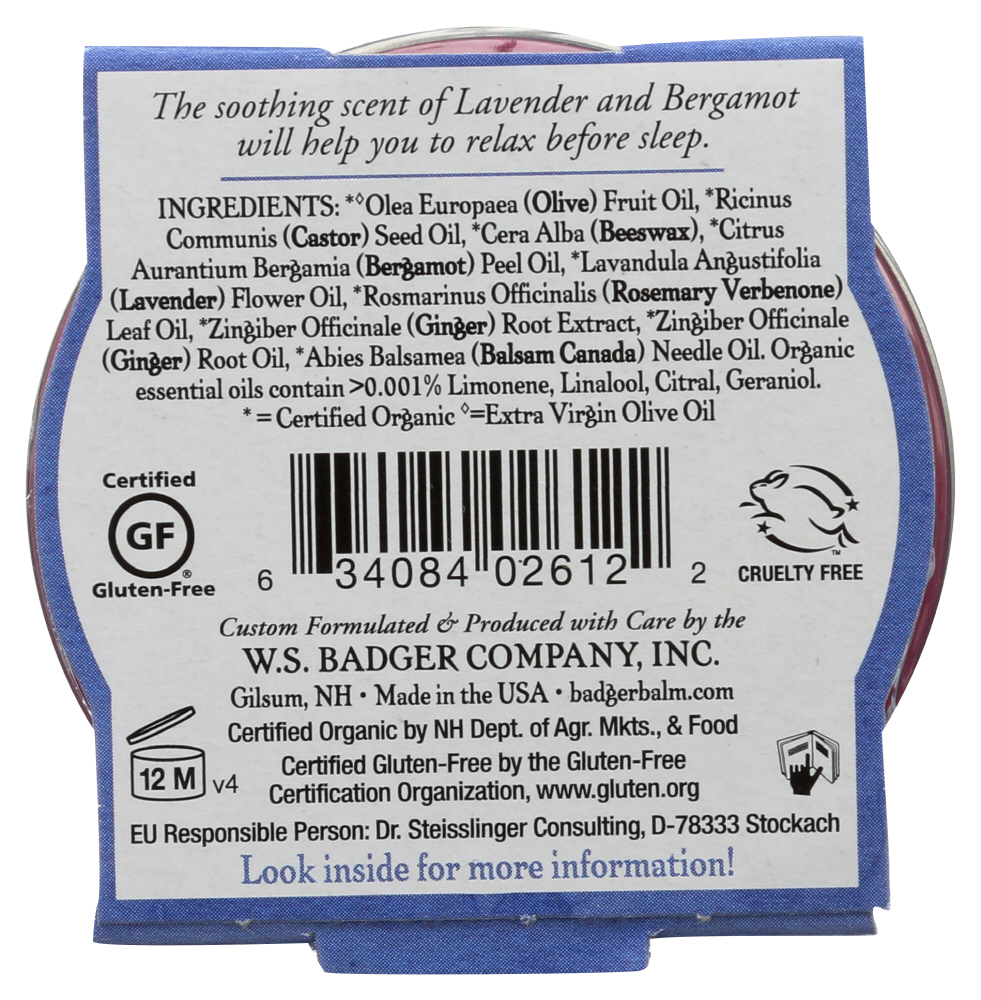 The soothing scent of Lavender and Bergamot
will help you to relax before sleep.
INGREDIENTS: *◊Olea Europaea (Olive) Fruit Oil, *Ricinus
Communis (Castor) Seed Oil, *Cera Alba (Beeswax), *Citrus
Aurantium Bergamia (Bergamot) Peel Oil, *Lavandula Angustifolia
(Lavender) Flower Oil, *Rosmarinus Officinalis (Rosemary Verbenone)
Leaf Oil, *Zingiber Officinale (Ginger) Root Extract, *Zingiber Officinale
(Ginger) Root Oil, *Abies Balsamea (Balsam Canada) Needle Oil. Organic
essential oils contain >0.001% Limonene, Linalool, Citral, Geraniol.
* = Certified Organic ◊=Extra Virgin Olive Oil
Certified
GF
®
Gluten-Free
6 34084 02612 2
TM
CRUELTY FREE
Custom Formulated & Produced with Care by the
W.S. BADGER COMPANY, INC.
Gilsum, NH • Made in the USA • badgerbalm.com
Certified Organic by NH Dept. of Agr. Mkts., & Food
12 M v4
Certified Gluten-Free by the Gluten-Free
Certification Organization, www.gluten.org
EU Responsible Person: Dr. Steisslinger Consulting, D-78333 Stockach
Look inside for more information!